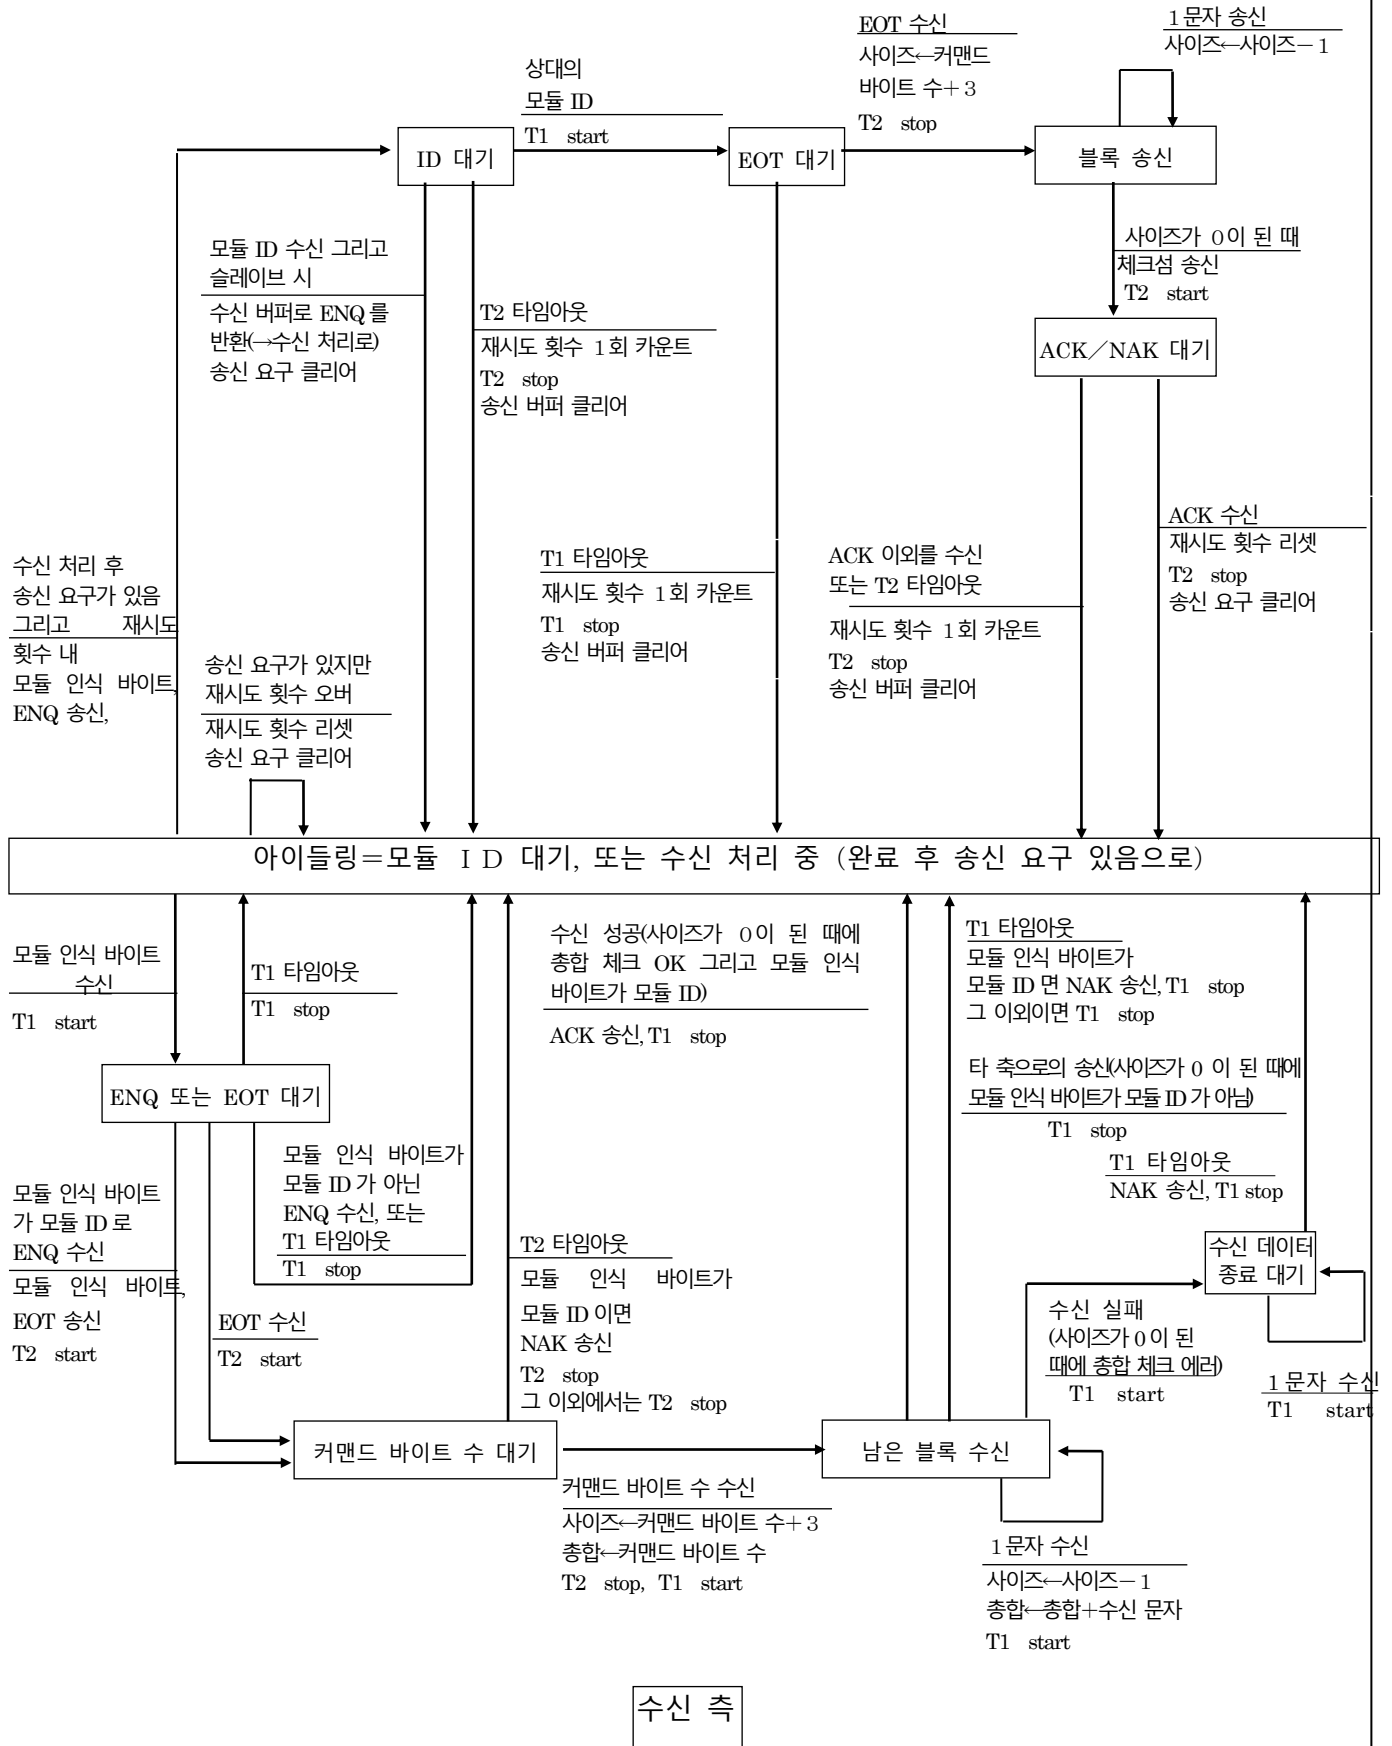 EOT 수신
사이즈←커맨드
바이트 수＋3
T2 stop
1문자 송신
사이즈←사이즈－1
상대의
모듈 ID
T1 start
ID 대기
EOT 대기
블록 송신
모듈 ID 수신 그리고
슬레이브 시
수신 버퍼로 ENQ를
반환(→수신 처리로)
송신 요구 클리어
T2 타임아웃
재시도 횟수 1회 카운트
T2 stop
송신 버퍼 클리어
사이즈가 0이 된 때
체크섬 송신
T2 start
ACK／NAK 대기
수신 처리 후
송신 요구가 있음
그리고 재시도
횟수 내
모듈 인식 바이트,
ENQ 송신,
송신 요구가 있지만
재시도 횟수 오버
재시도 횟수 리셋
송신 요구 클리어
T1 타임아웃
재시도 횟수 1회 카운트
T1 stop
송신 버퍼 클리어
ACK 이외를 수신
또는 T2 타임아웃
재시도 횟수 1회 카운트
T2 stop
송신 버퍼 클리어
ACK 수신
재시도 횟수 리셋
T2 stop
송신 요구 클리어
아이들링＝모듈 ＩＤ 대기, 또는 수신 처리 중 (완료 후 송신 요구 있음으로)
모듈 인식 바이트
수신
T1 start
T1 타임아웃
T1 stop
수신 성공(사이즈가 0이 된 때에
총합 체크 OK 그리고 모듈 인식
바이트가 모듈 ID)
ACK 송신, T1 stop
T1 타임아웃
모듈 인식 바이트가
모듈 ID면 NAK 송신, T1 stop
그 이외이면 T1 stop
타 축으로의 송신(사이즈가 0 이 된 때에
모듈 인식 바이트가 모듈 ID가 아님)
T1 stop
ENQ 또는 EOT 대기
모듈 인식 바이트
가 모듈 ID로
ENQ 수신
모듈 인식 바이트,
EOT 송신
T2 start
EOT 수신
T2 start
모듈 인식 바이트가
모듈 ID가 아닌
ENQ 수신, 또는
T1 타임아웃
T1 stop
T2 타임아웃
모듈 인식 바이트가
모듈 ID이면
NAK 송신
T2 stop
그 이외에서는 T2 stop
T1 타임아웃
NAK 송신, T1 stop
수신 데이터
종료 대기
수신 실패
(사이즈가 0이 된
때에 총합 체크 에러)
T1 start
1문자 수신
T1 start
커맨드 바이트 수 대기
남은 블록 수신
커맨드 바이트 수 수신
사이즈←커맨드 바이트 수＋3
총합←커맨드 바이트 수
T2 stop, T1 start
1문자 수신
사이즈←사이즈－1
총합←총합＋수신 문자
T1 start
수신 측